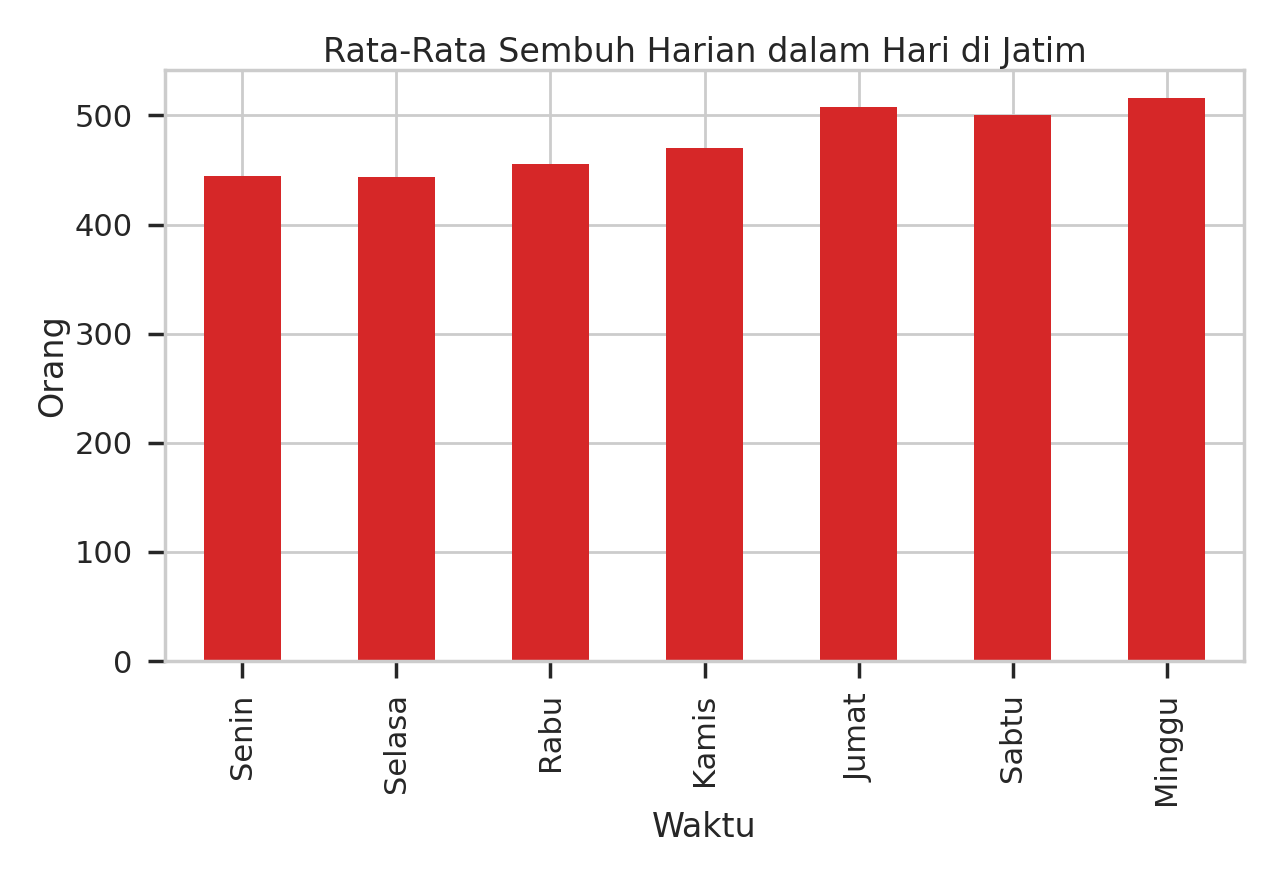 Rata-Rata Sembuh Harian dalam Hari di Jatim
Orang
500
400
300
200
100
0
Senin
Selasa
Rabu
Kamis
Jumat
Sabtu
Minggu
Waktu